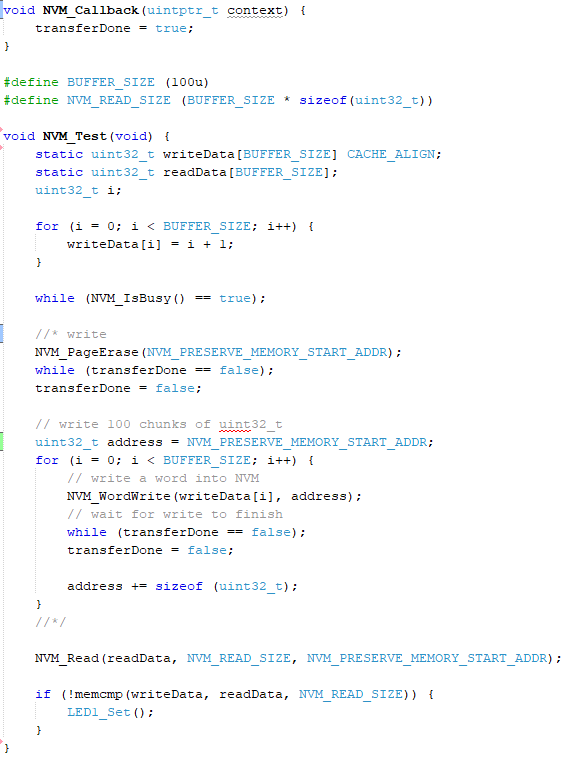 void NVM_Callback(uintptr_t context) {
    transferDone = true;
}

#define BUFFER_SIZE (100u)
#define NVM_READ_SIZE (BUFFER_SIZE * sizeof(uint32_t))

void NVM_Test(void) {
    static uint32_t writeData[BUFFER_SIZE] CACHE_ALIGN;
    static uint32_t readData[BUFFER_SIZE];
    uint32_t i;

    for (i = 0; i < BUFFER_SIZE; i++) {
        writeData[i] = i + 1;
    }

    while (NVM_IsBusy() == true);

    //* write
    NVM_PageErase(NVM_PRESERVE_MEMORY_START_ADDR);
    while (transferDone == false);
    transferDone = false;

    // write 100 chunks of uint32_t
    uint32_t address = NVM_PRESERVE_MEMORY_START_ADDR;
    for (i = 0; i < BUFFER_SIZE; i++) {
        // write a word into NVM
        NVM_WordWrite(writeData[i], address);
        // wait for write to finish
        while (transferDone == false);
        transferDone = false;

        address += sizeof (uint32_t);
    }
    //*/

    NVM_Read(readData, NVM_READ_SIZE, NVM_PRESERVE_MEMORY_START_ADDR);

    if (!memcmp(writeData, readData, NVM_READ_SIZE)) {
        LED1_Set();
    }
}